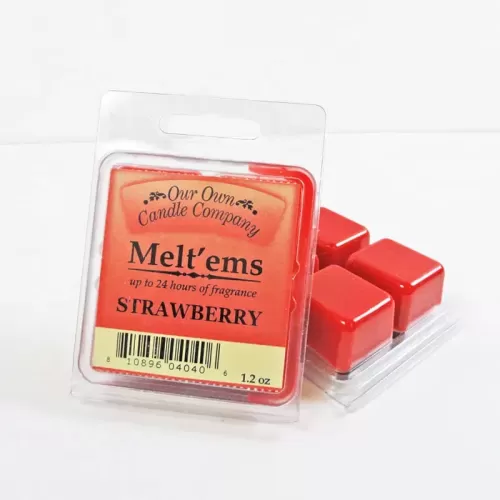 Our Own
Candle Company
Melt'ems
up to 24 hours of fragrance
STRAWBERRY
8 10896 04040 6
1.2 oz